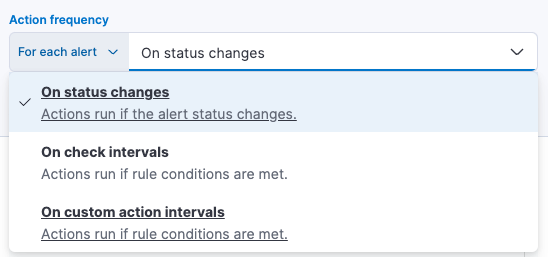 Action frequency
For each alert
On status changes
On status changes
Actions run if the alert status changes.
On check intervals
Actions run if rule conditions are met.
On custom action intervals
Actions run if rule conditions are met.